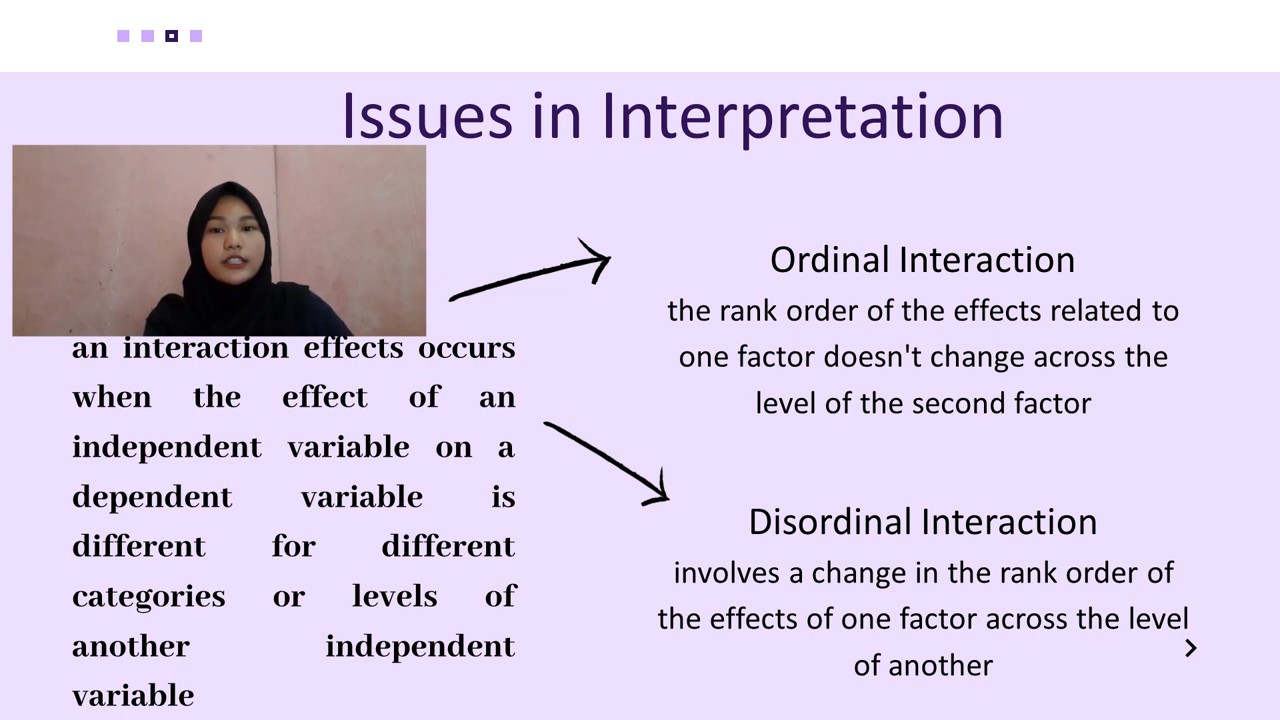 Issues in Interpretation
an interaction effects occurs
when the effect of an
independent variable on a
dependent variable is
different for different
categories or levels of
another independent
variable
Ordinal Interaction
the rank order of the effects related to
one factor doesn't change across the
level of the second factor
Disordinal Interaction
involves a change in the rank order of
the effects of one factor across the level
of another